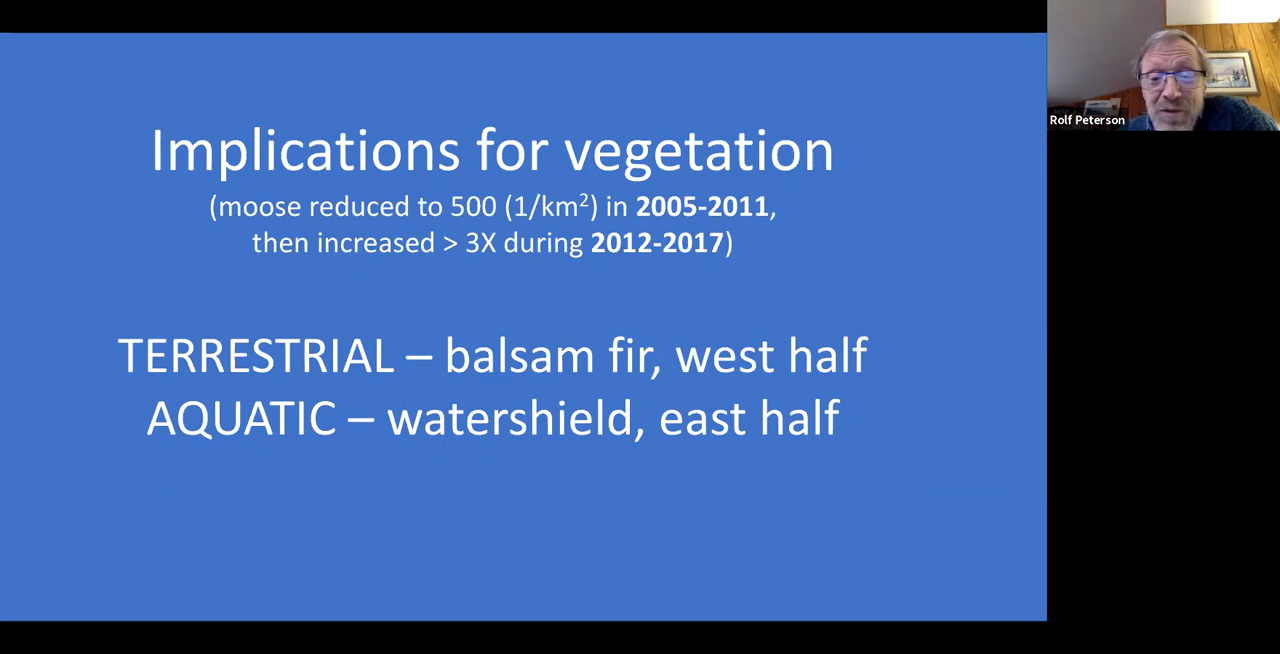 Implications for vegetation
(moose reduced to 500 (1/km²) in 2005-2011,
then increased > 3X during 2012-2017)
TERRESTRIAL – balsam fir, west half
AQUATIC – watershield, east half
Rolf Peterson